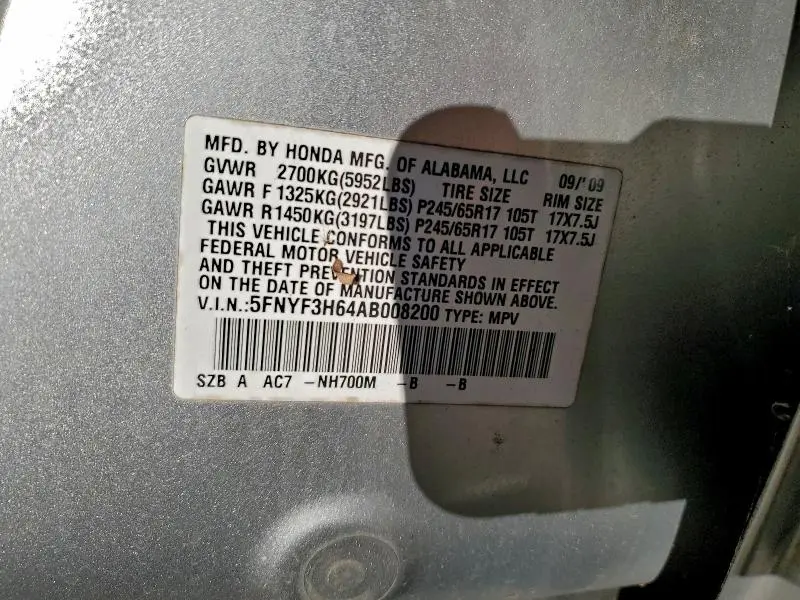 MFD. BY HONDA MFG. OF ALABAMA, LLC 09/'09
GVWR 2700KG(5952LBS) TIRE SIZE RIM SIZE
GAWR F 1325KG(2921LBS) P245/65R17 105T 17X7.5J
GAWR R 1450KG(3197LBS) P245/65R17 105T 17X7.5J
THIS VEHICLE CONFORMS TO ALL APPLICABLE
FEDERAL MOTOR VEHICLE SAFETY
AND THEFT PREVENTION STANDARDS IN EFFECT
ON THE DATE OF MANUFACTURE SHOWN ABOVE.
V.I.N.:5FNYF3H64AB008200 TYPE: MPV
SZB A AC7 -NH700M -B -B